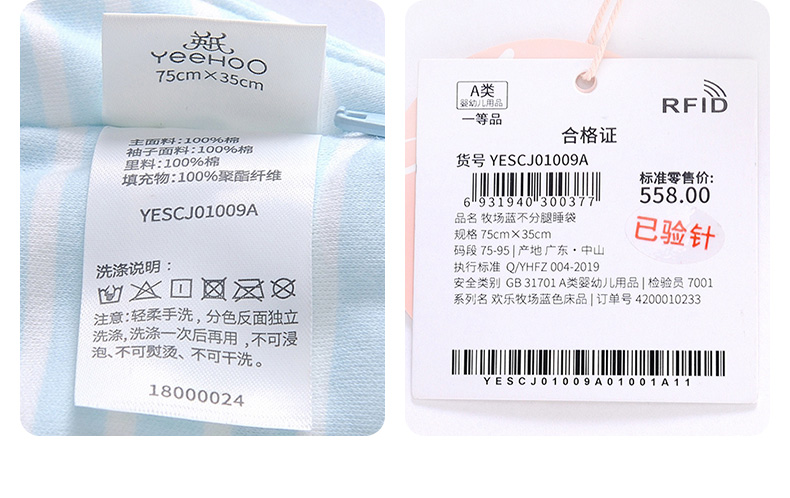 英氏
YeeHOO
75cm×35cm
主面料:100%棉
袖子面料:100%棉
里料:100%棉
填充物:100%聚酯纤维
YESCJ01009A
洗涤说明:
注意:轻柔手洗,分色反面独立
洗涤,洗涤一次后再用,不可浸
泡、不可熨烫、不可干洗。
18000024
A类
婴幼儿用品
一等品
RFID
合格证
货号 YESCJ01009A
6 931940 300377
标准零售价:
558.00
已验针
品名 牧场蓝不分腿睡袋
规格 75cm×35cm
码段 75-95 | 产地 广东·中山
执行标准 Q/YHFZ 004-2019
安全类别 GB 31701 A类婴幼儿用品 | 检验员 7001
系列名 欢乐牧场蓝色床品 | 订单号 4200010233
YESCJ01009A01001A11